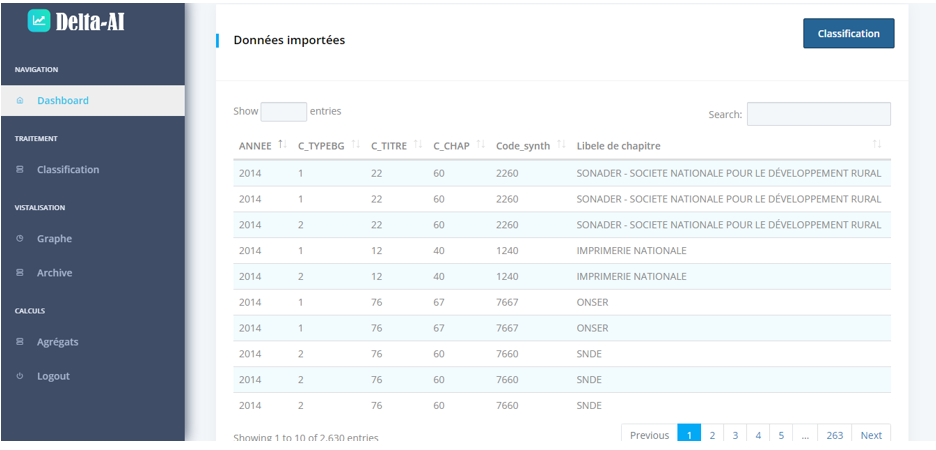 Delta-AI
NAVIGATION
Dashboard
TRAITEMENT
Classification
VISTALISATION
Graphe
Archive
CALCULS
Agrégats
Logout
Données importées
Classification
Show entries
Search:
ANNEE C_TYPEBG C_TITRE C_CHAP Code_synth Libele de chapitre
2014 1 22 60 2260 SONADER - SOCIETE NATIONALE POUR LE DÉVELOPPEMENT RURAL
2014 1 22 60 2260 SONADER - SOCIETE NATIONALE POUR LE DÉVELOPPEMENT RURAL
2014 2 22 60 2260 SONADER - SOCIETE NATIONALE POUR LE DÉVELOPPEMENT RURAL
2014 1 12 40 1240 IMPRIMERIE NATIONALE
2014 2 12 40 1240 IMPRIMERIE NATIONALE
2014 1 76 67 7667 ONSER
2014 1 76 67 7667 ONSER
2014 2 76 60 7660 SNDE
2014 2 76 60 7660 SNDE
2014 2 76 60 7660 SNDE
Showing 1 to 10 of 2,630 entries
Previous 1 2 3 4 5 ... 263 Next